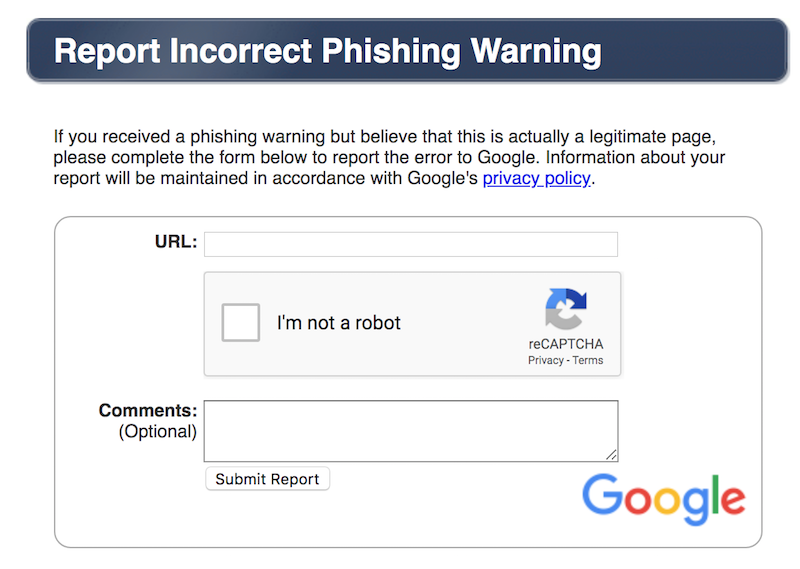 Report Incorrect Phishing Warning
If you received a phishing warning but believe that this is actually a legitimate page,
please complete the form below to report the error to Google. Information about your
report will be maintained in accordance with Google's privacy policy.
URL:
I'm not a robot
reCAPTCHA
Privacy - Terms
Comments:
(Optional)
Submit Report
Google